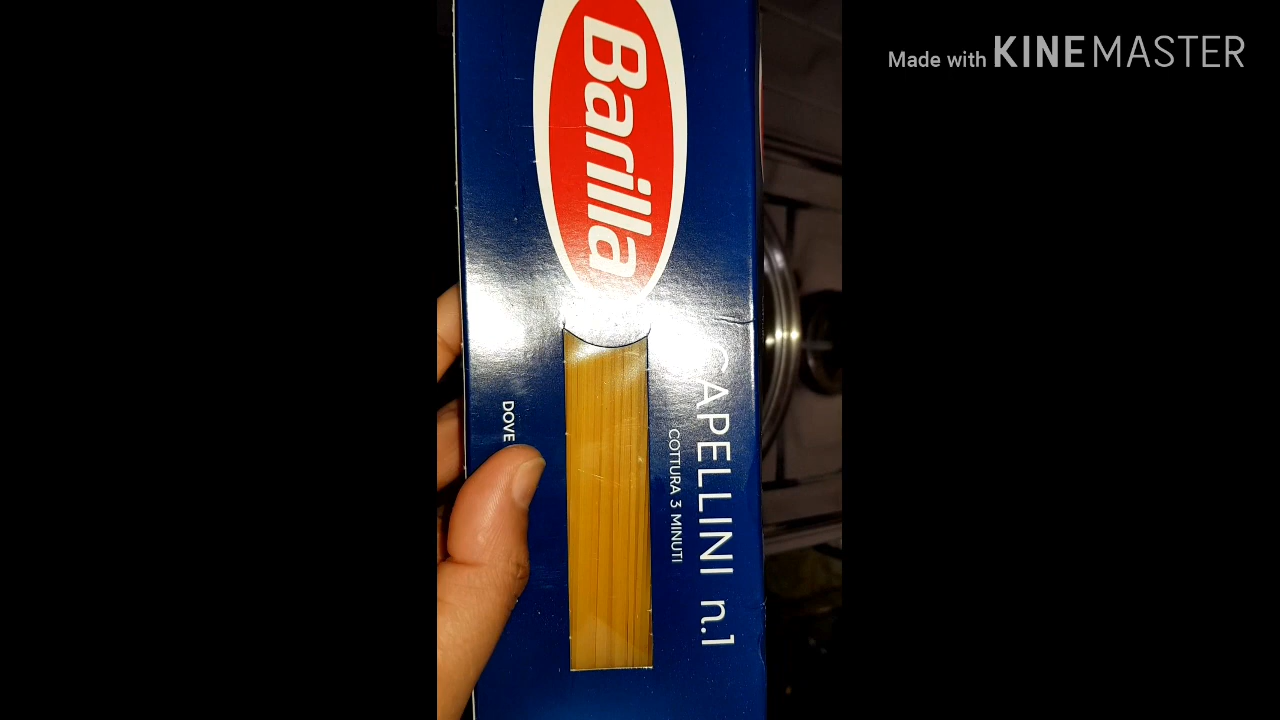 Made with KINEMASTER
Barilla
CAPELLINI n.1
COTTURA 3 MINUTI
DOVE